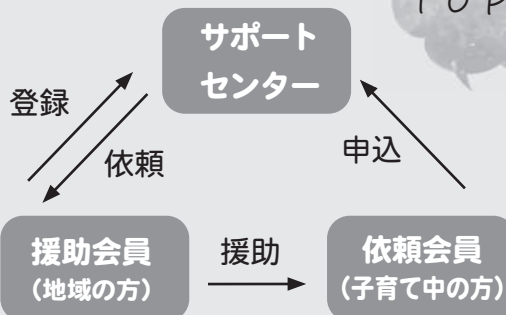 TOP
サポート
センター
登録
依頼
申込
援助会員
(地域の方)
援助
依頼会員
(子育て中の方)